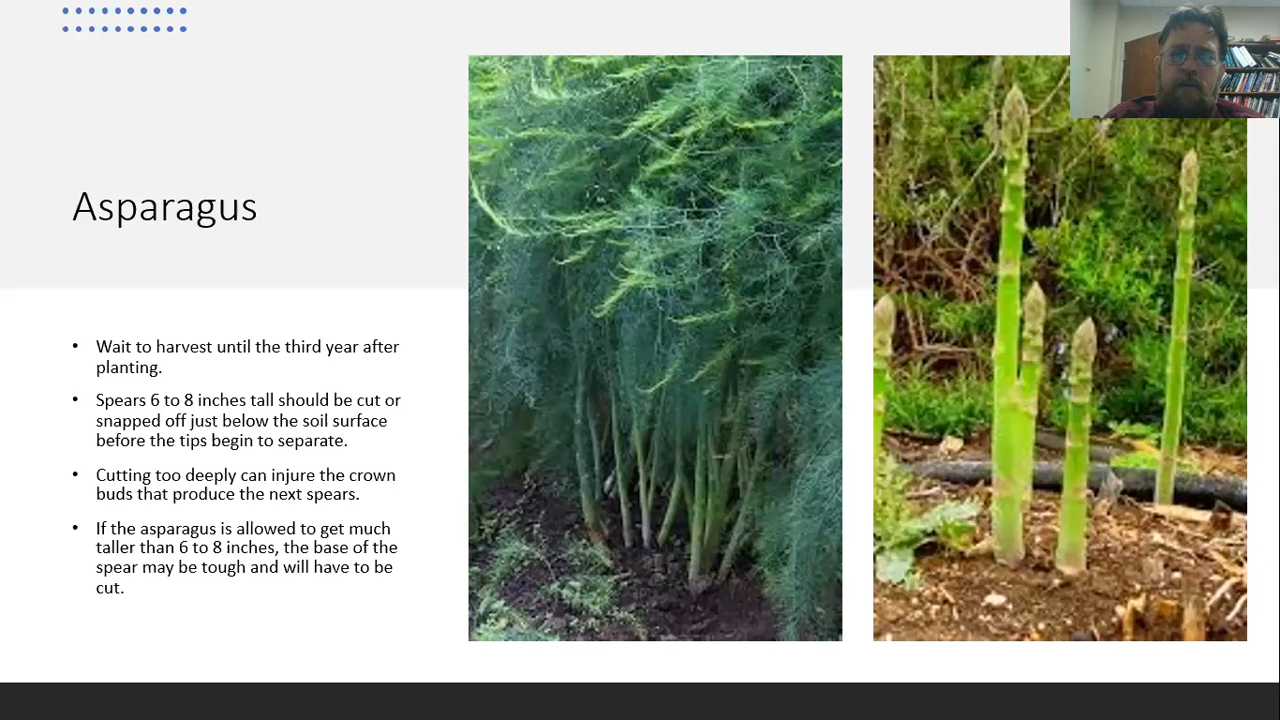 Asparagus
• Wait to harvest until the third year after
planting.
• Spears 6 to 8 inches tall should be cut or
snapped off just below the soil surface
before the tips begin to separate.
• Cutting too deeply can injure the crown
buds that produce the next spears.
• If the asparagus is allowed to get much
taller than 6 to 8 inches, the base of the
spear may be tough and will have to be
cut.